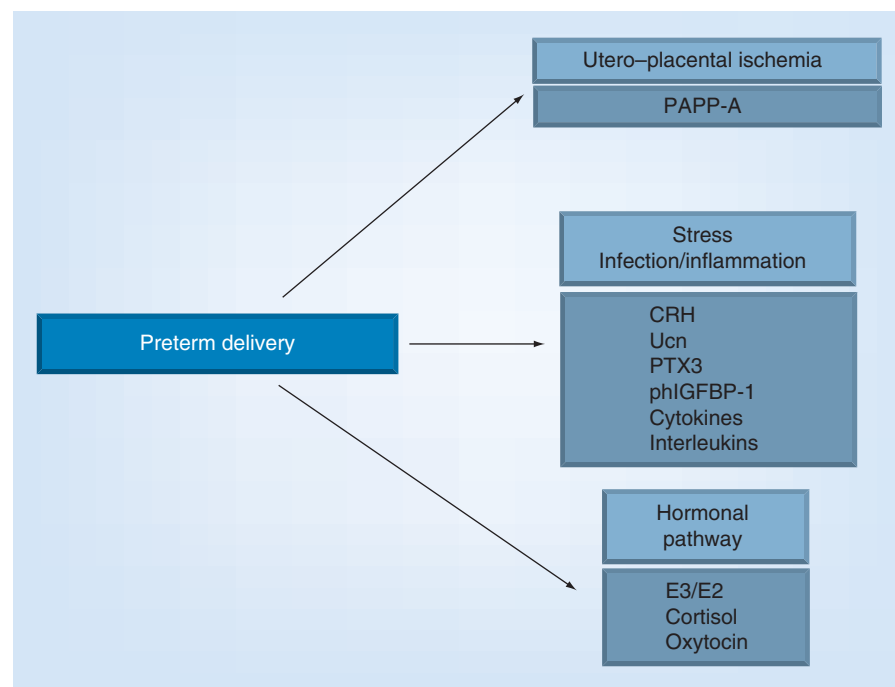 Utero–placental ischemia
PAPP-A
Stress
Infection/inflammation
CRH
Ucn
PTX3
phIGFBP-1
Cytokines
Interleukins
Preterm delivery
Hormonal
pathway
E3/E2
Cortisol
Oxytocin